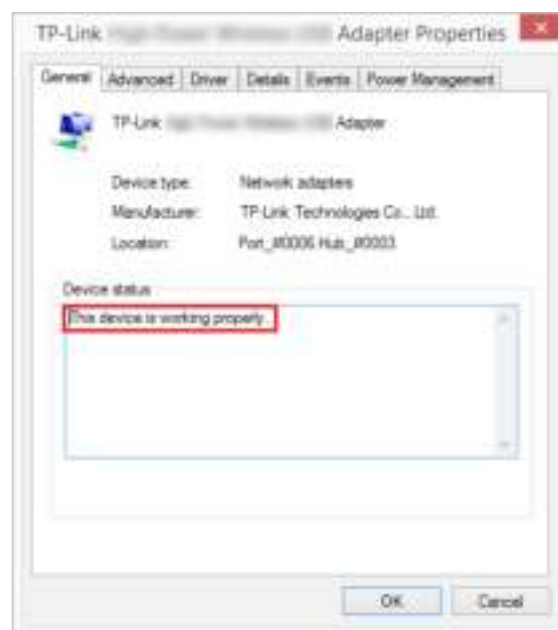 TP-Link Adapter Properties
General Advanced Driver Details Events Power Management
TP-Link Adapter
Device type: Network adapters
Manufacturer: TP-Link Technologies Co., Ltd.
Location: Port_#0006.Hub_#0003
Device status
This device is working properly.
OK Cancel